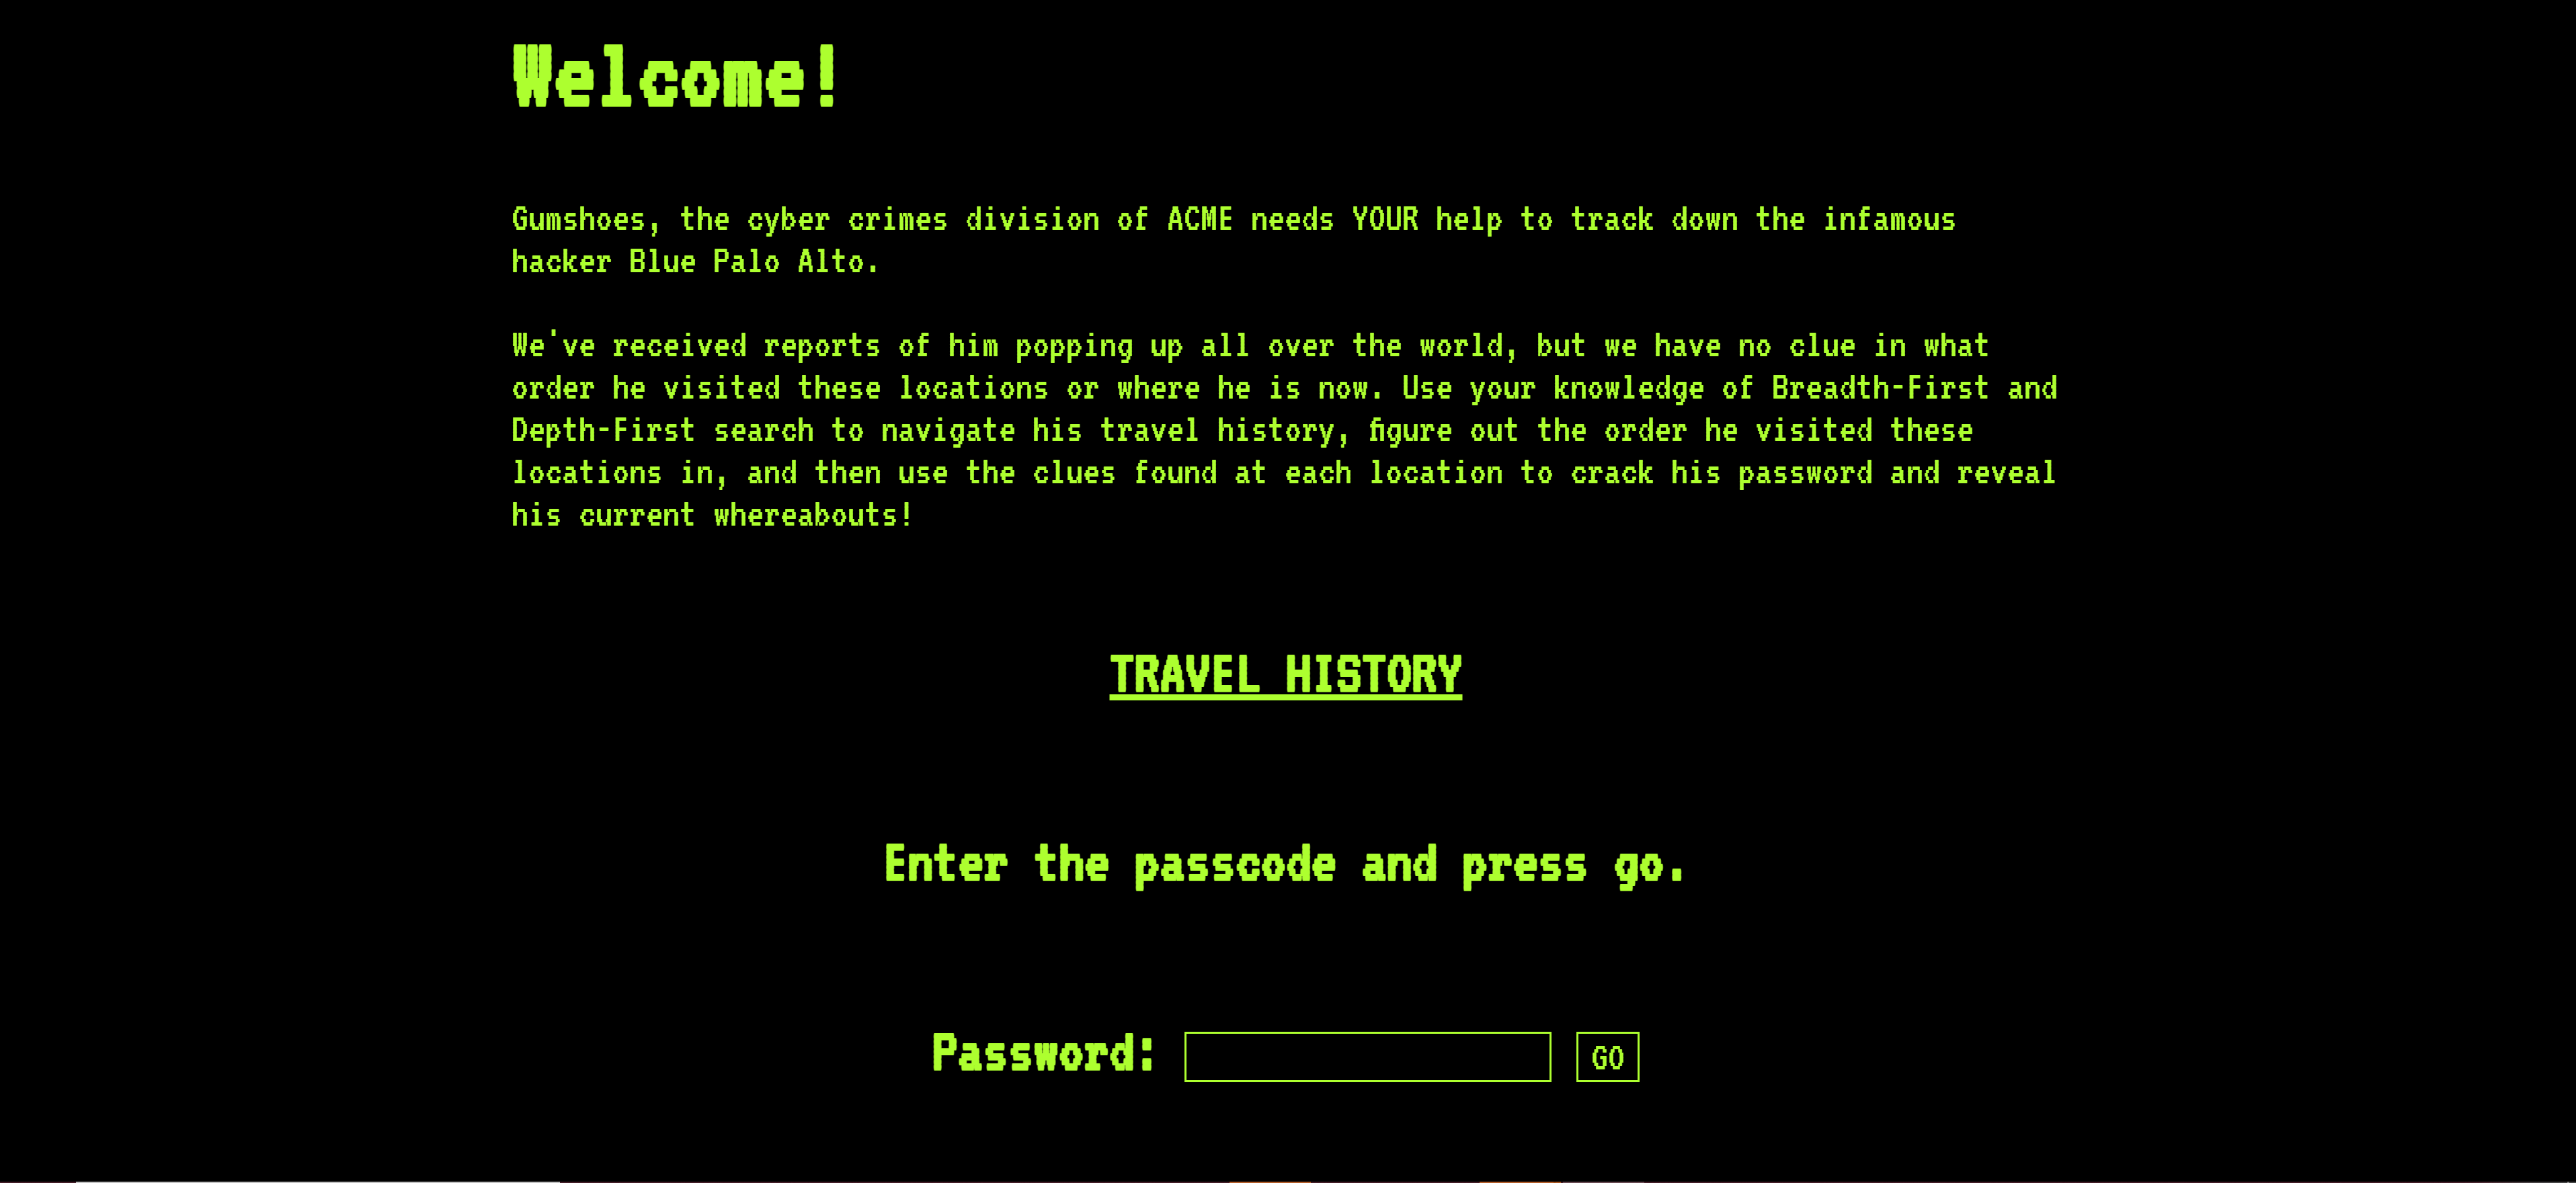 Welcome!
Gumshoes, the cyber crimes division of ACME needs YOUR help to track down the infamous
hacker Blue Palo Alto.
We've received reports of him popping up all over the world, but we have no clue in what
order he visited these locations or where he is now. Use your knowledge of Breadth-First and
Depth-First search to navigate his travel history, figure out the order he visited these
locations in, and then use the clues found at each location to crack his password and reveal
his current whereabouts!
TRAVEL HISTORY
Enter the passcode and press go.
Password: GO